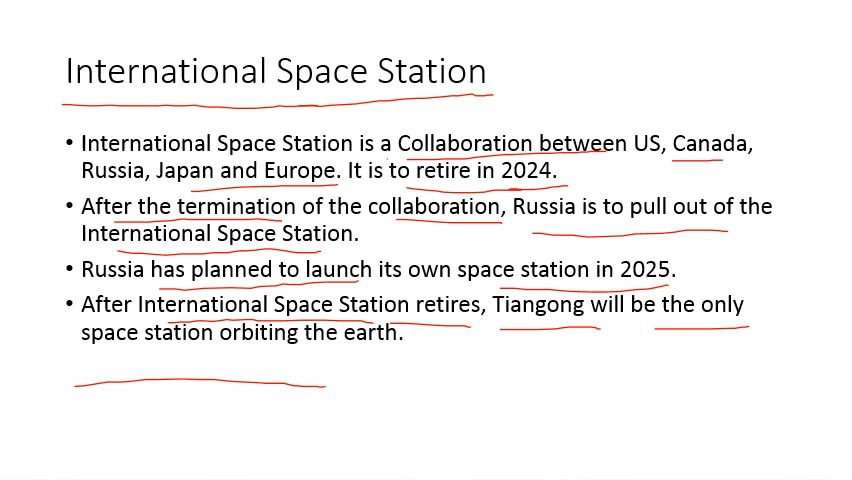 International Space Station
• International Space Station is a Collaboration between US, Canada,
Russia, Japan and Europe. It is to retire in 2024.
• After the termination of the collaboration, Russia is to pull out of the
International Space Station.
• Russia has planned to launch its own space station in 2025.
• After International Space Station retires, Tiangong will be the only
space station orbiting the earth.